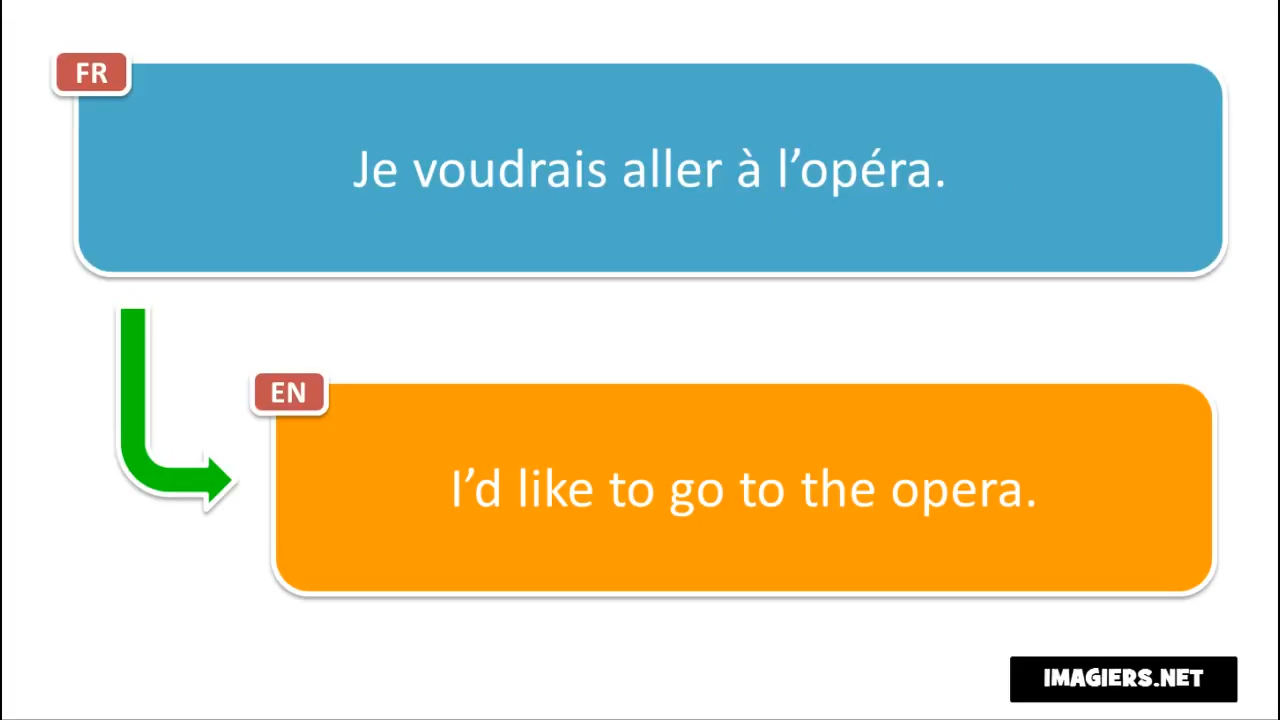 FR
Je voudrais aller à l’opéra.
EN
I’d like to go to the opera.
IMAGIERS.NET